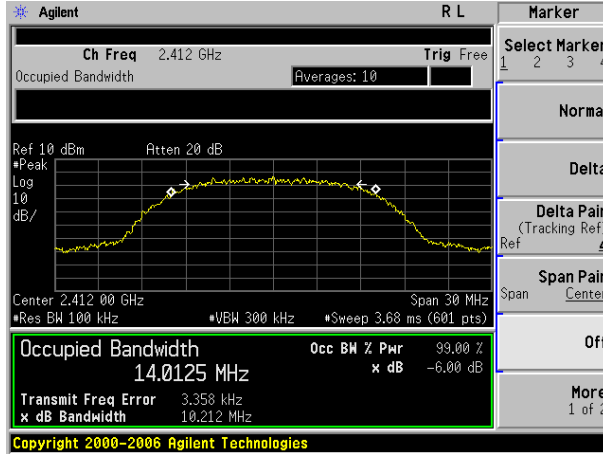 Agilent R L Marker
Ch Freq 2.412 GHz Trig Free
Select Marker
1 2 3 4
Occupied Bandwidth Averages: 10
Norma
Ref 10 dBm Atten 20 dB
#Peak
Log
10
dB/
Delta
Delta Pair
(Tracking Ref)
Ref
Span Pair
Span Center
Center 2.412 00 GHz Span 30 MHz
#Res BW 100 kHz #VBW 300 kHz #Sweep 3.68 ms (601 pts)
Off
Occupied Bandwidth Occ BW % Pwr 99.00 %
14.0125 MHz x dB -6.00 dB
Transmit Freq Error 3.358 kHz
x dB Bandwidth 10.212 MHz
More
1 of 2
Copyright 2000-2006 Agilent Technologies